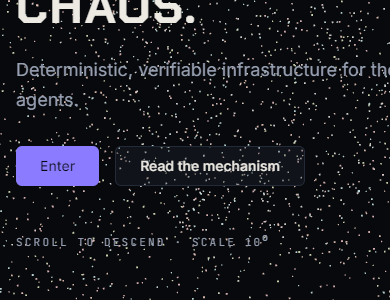 CHAOS.
Deterministic, verifiable infrastructure for the
agents.
Enter
Read the mechanism
SCROLL TO DESCEND · SCALE 10⁰